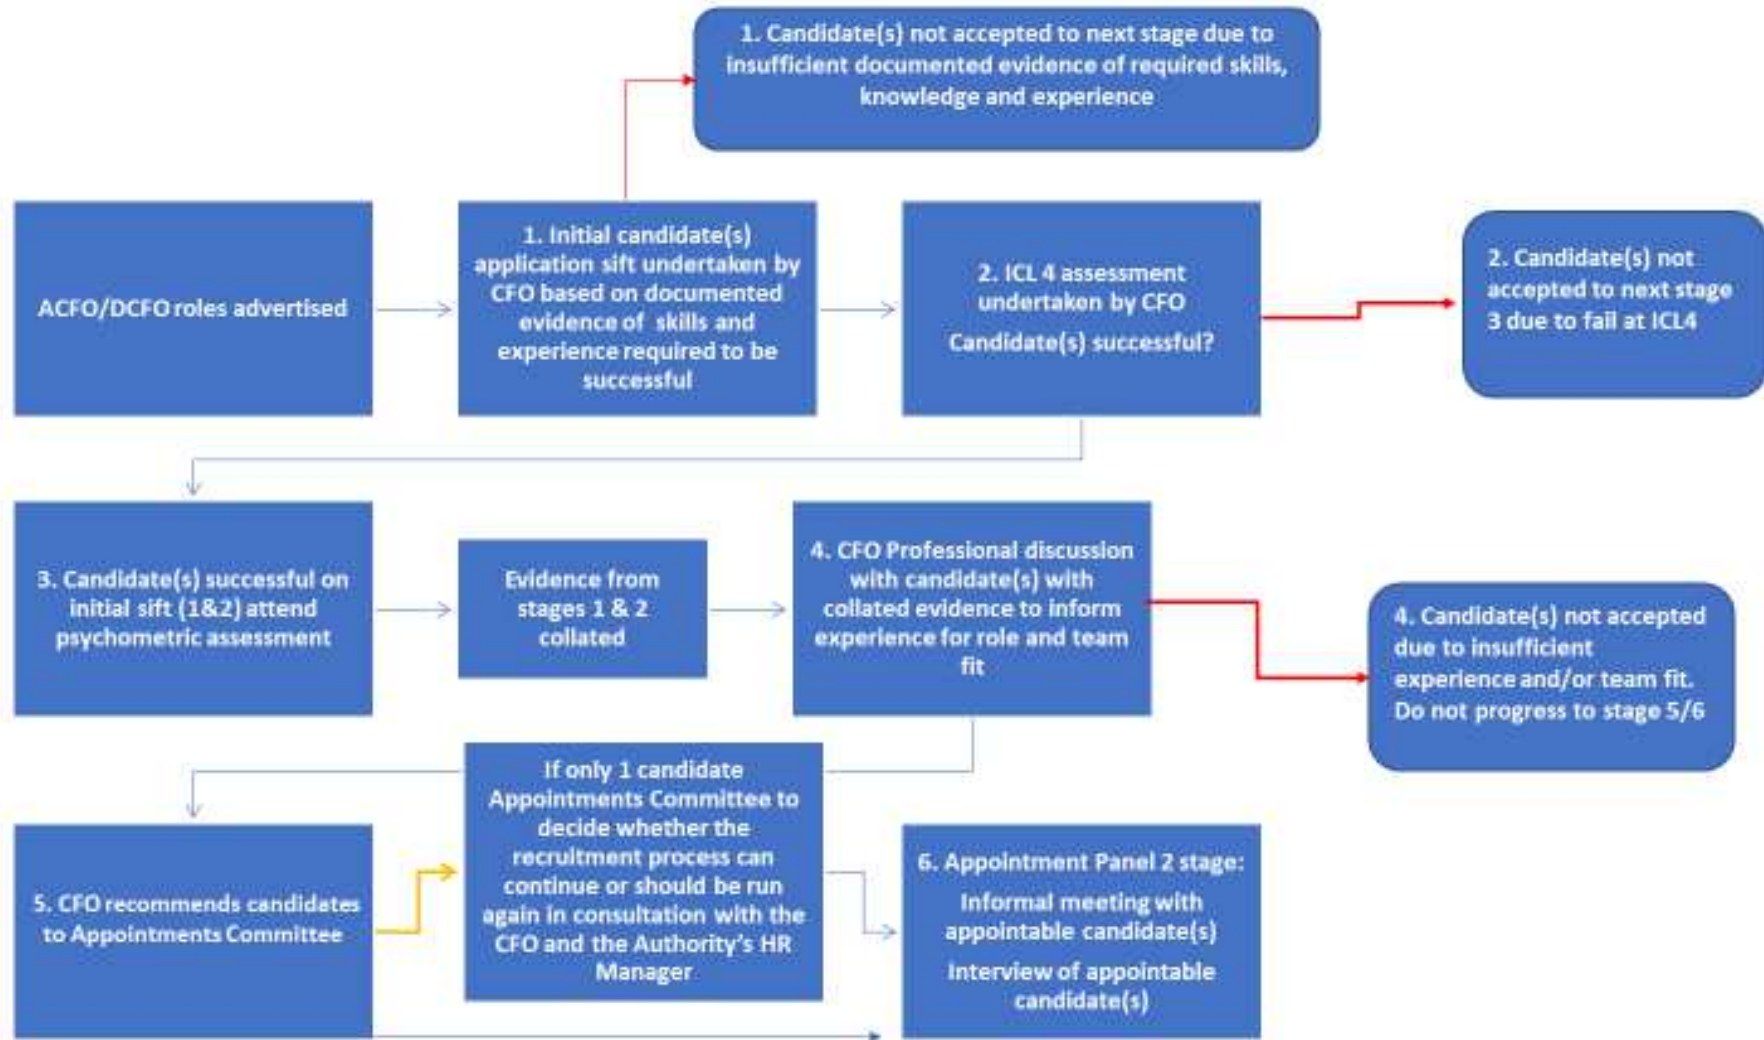 1. Candidate(s) not accepted to next stage due to
insufficient documented evidence of required skills,
knowledge and experience
ACFO/DCFO roles advertised
1. Initial candidate(s)
application sift undertaken by
CFO based on documented
evidence of skills and
experience required to be
successful
2. ICL 4 assessment
undertaken by CFO
Candidate(s) successful?
2. Candidate(s) not
accepted to next stage
3 due to fail at ICL4
3. Candidate(s) successful on
initial sift (1&2) attend
psychometric assessment
Evidence from
stages 1 & 2
collated
4. CFO Professional discussion
with candidate(s) with
collated evidence to inform
experience for role and team
fit
4. Candidate(s) not accepted
due to insufficient
experience and/or team fit.
Do not progress to stage 5/6
5. CFO recommends candidates
to Appointments Committee
If only 1 candidate
Appointments Committee to
decide whether the
recruitment process can
continue or should be run
again in consultation with the
CFO and the Authority's HR
Manager
6. Appointment Panel 2 stage:
Informal meeting with
appointable candidate(s)
Interview of appointable
candidate(s)